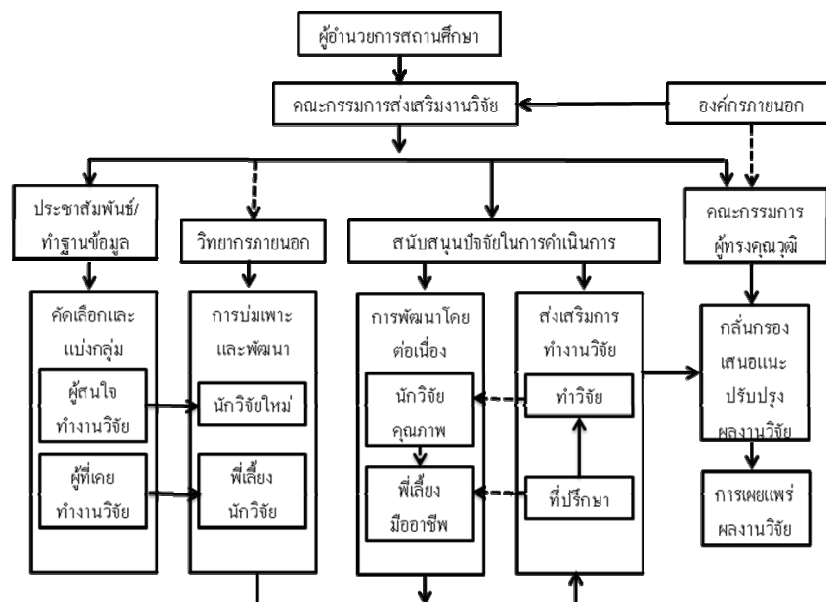 ผู้อำนวยการสถานศึกษา
คณะกรรมการส่งเสริมงานวิจัย
องค์กรภายนอก
ประชาสัมพันธ์/
ทำฐานข้อมูล
วิทยากรภายนอก
สนับสนุนปัจจัยในการดำเนินการ
คณะกรรมการ
ผู้ทรงคุณวุฒิ
คัดเลือกและ
แบ่งกลุ่ม
ผู้สนใจ
ทำงานวิจัย
ผู้ที่เคย
ทำงานวิจัย
การบ่มเพาะ
และพัฒนา
นักวิจัยใหม่
พี่เลี้ยง
นักวิจัย
การพัฒนาโดย
ต่อเนื่อง
นักวิจัย
คุณภาพ
พี่เลี้ยง
มืออาชีพ
ส่งเสริมการ
ทำงานวิจัย
ทำวิจัย
ที่ปรึกษา
กลั่นกรอง
เสนอแนะ
ปรับปรุง
ผลงานวิจัย
การเผยแพร่
ผลงานวิจัย